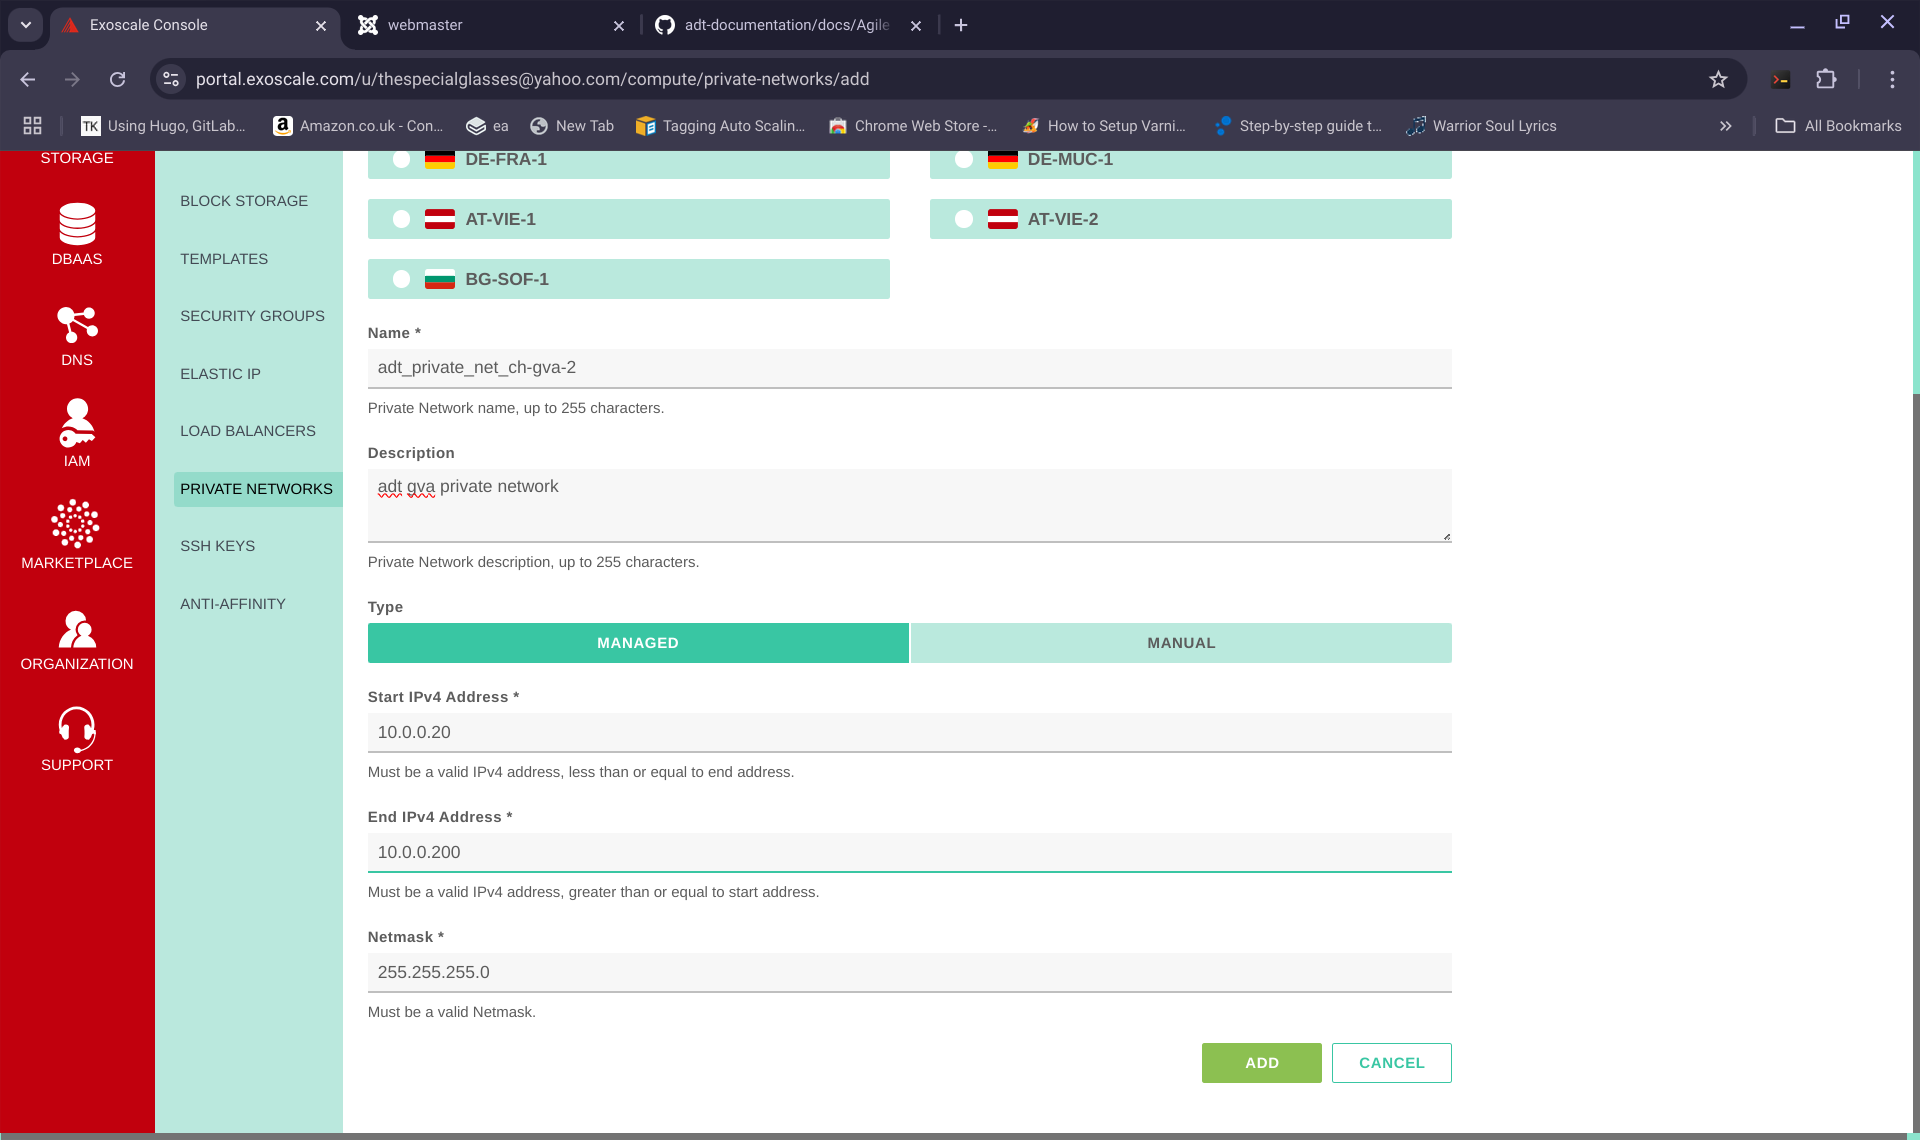 Exoscale Console
webmaster
adt-documentation/docs/Agile
portal.exoscale.com/u/thespecialglasses@yahoo.com/compute/private-networks/add
TK Using Hugo, GitLab...
Amazon.co.uk - Con...
ea
New Tab
Tagging Auto Scalin...
Chrome Web Store -...
How to Setup Varni...
Step-by-step guide t...
Warrior Soul Lyrics
All Bookmarks
STORAGE
DBAAS
DNS
IAM
MARKETPLACE
ORGANIZATION
SUPPORT
BLOCK STORAGE
TEMPLATES
SECURITY GROUPS
ELASTIC IP
LOAD BALANCERS
PRIVATE NETWORKS
SSH KEYS
ANTI-AFFINITY
DE-FRA-1
DE-MUC-1
AT-VIE-1
AT-VIE-2
BG-SOF-1
Name *
adt_private_net_ch-gva-2
Private Network name, up to 255 characters.
Description
adt gva private network
Private Network description, up to 255 characters.
Type
MANAGED
MANUAL
Start IPv4 Address *
10.0.0.20
Must be a valid IPv4 address, less than or equal to end address.
End IPv4 Address *
10.0.0.200
Must be a valid IPv4 address, greater than or equal to start address.
Netmask *
255.255.255.0
Must be a valid Netmask.
ADD
CANCEL